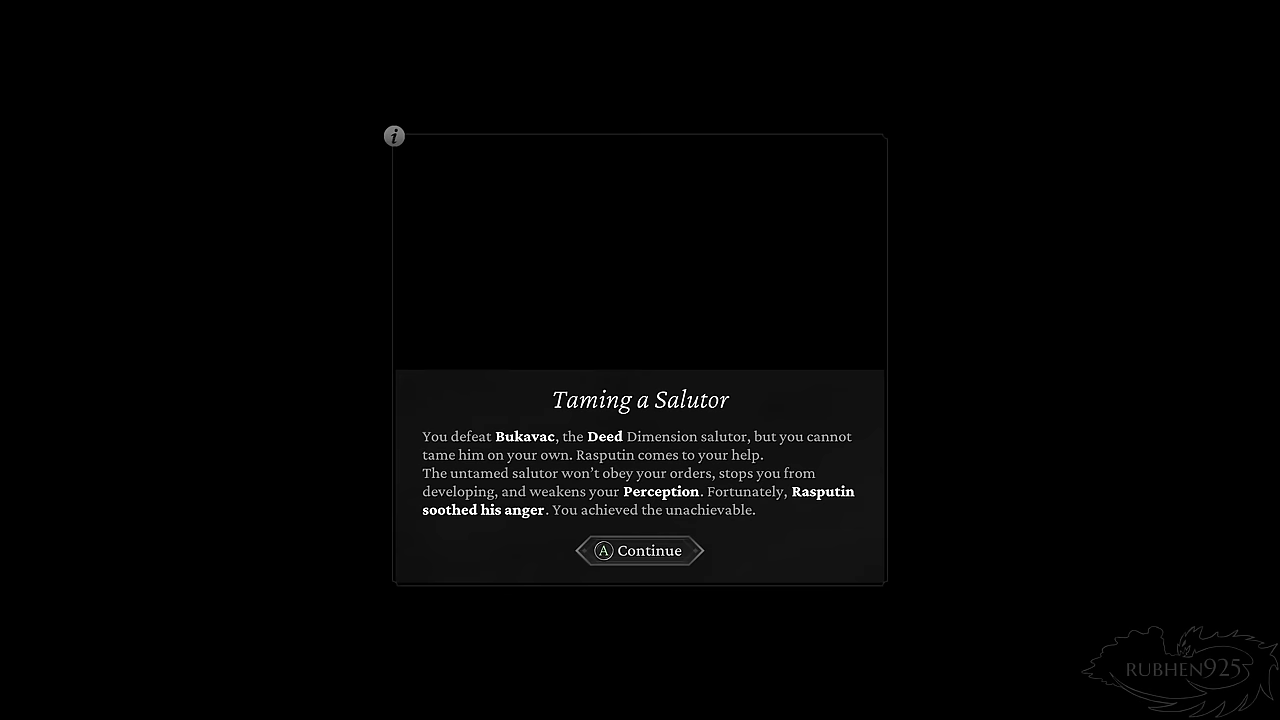 i
Taming a Salutor
You defeat Bukavac, the Deed Dimension salutor, but you cannot
tame him on your own. Rasputin comes to your help.
The untamed salutor won't obey your orders, stops you from
developing, and weakens your Perception. Fortunately, Rasputin
soothed his anger. You achieved the unachievable.
A Continue
RUBHEN925